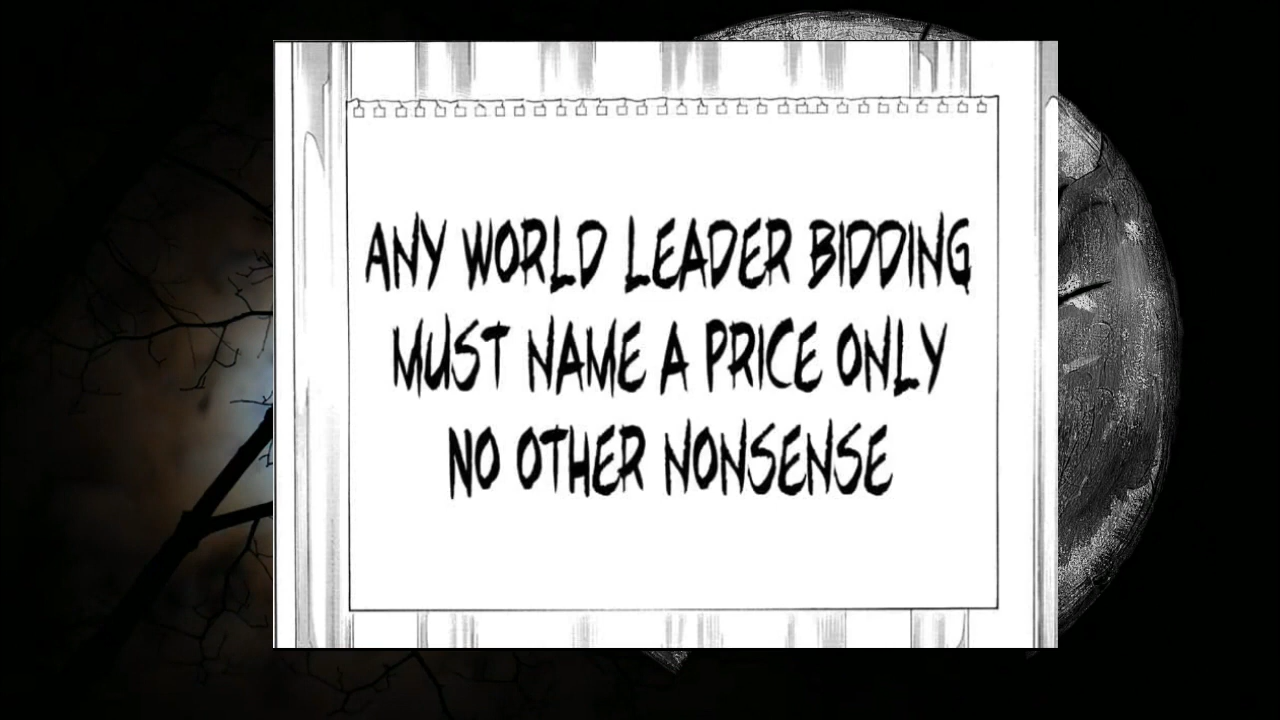 ANY WORLD LEADER BIDDING
MUST NAME A PRICE ONLY
NO OTHER NONSENSE